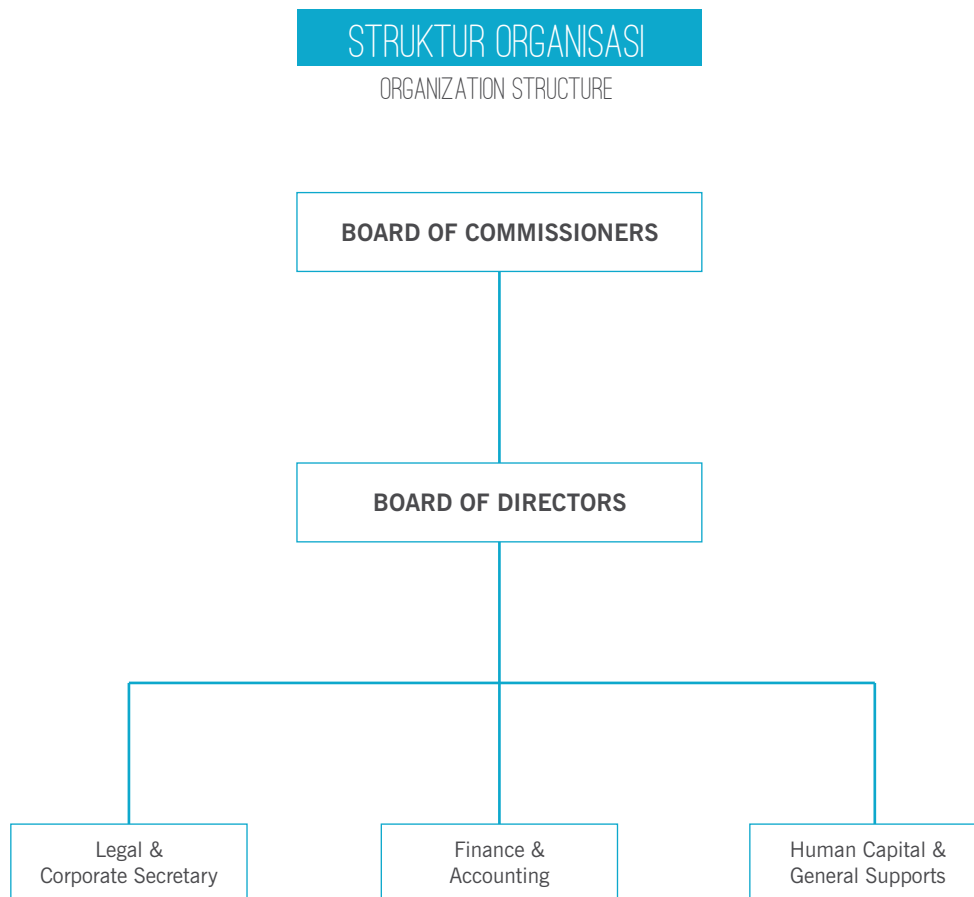 STRUKTUR ORGANISASI
ORGANIZATION STRUCTURE
BOARD OF COMMISSIONERS
BOARD OF DIRECTORS
Legal &
Corporate Secretary
Finance &
Accounting
Human Capital &
General Supports